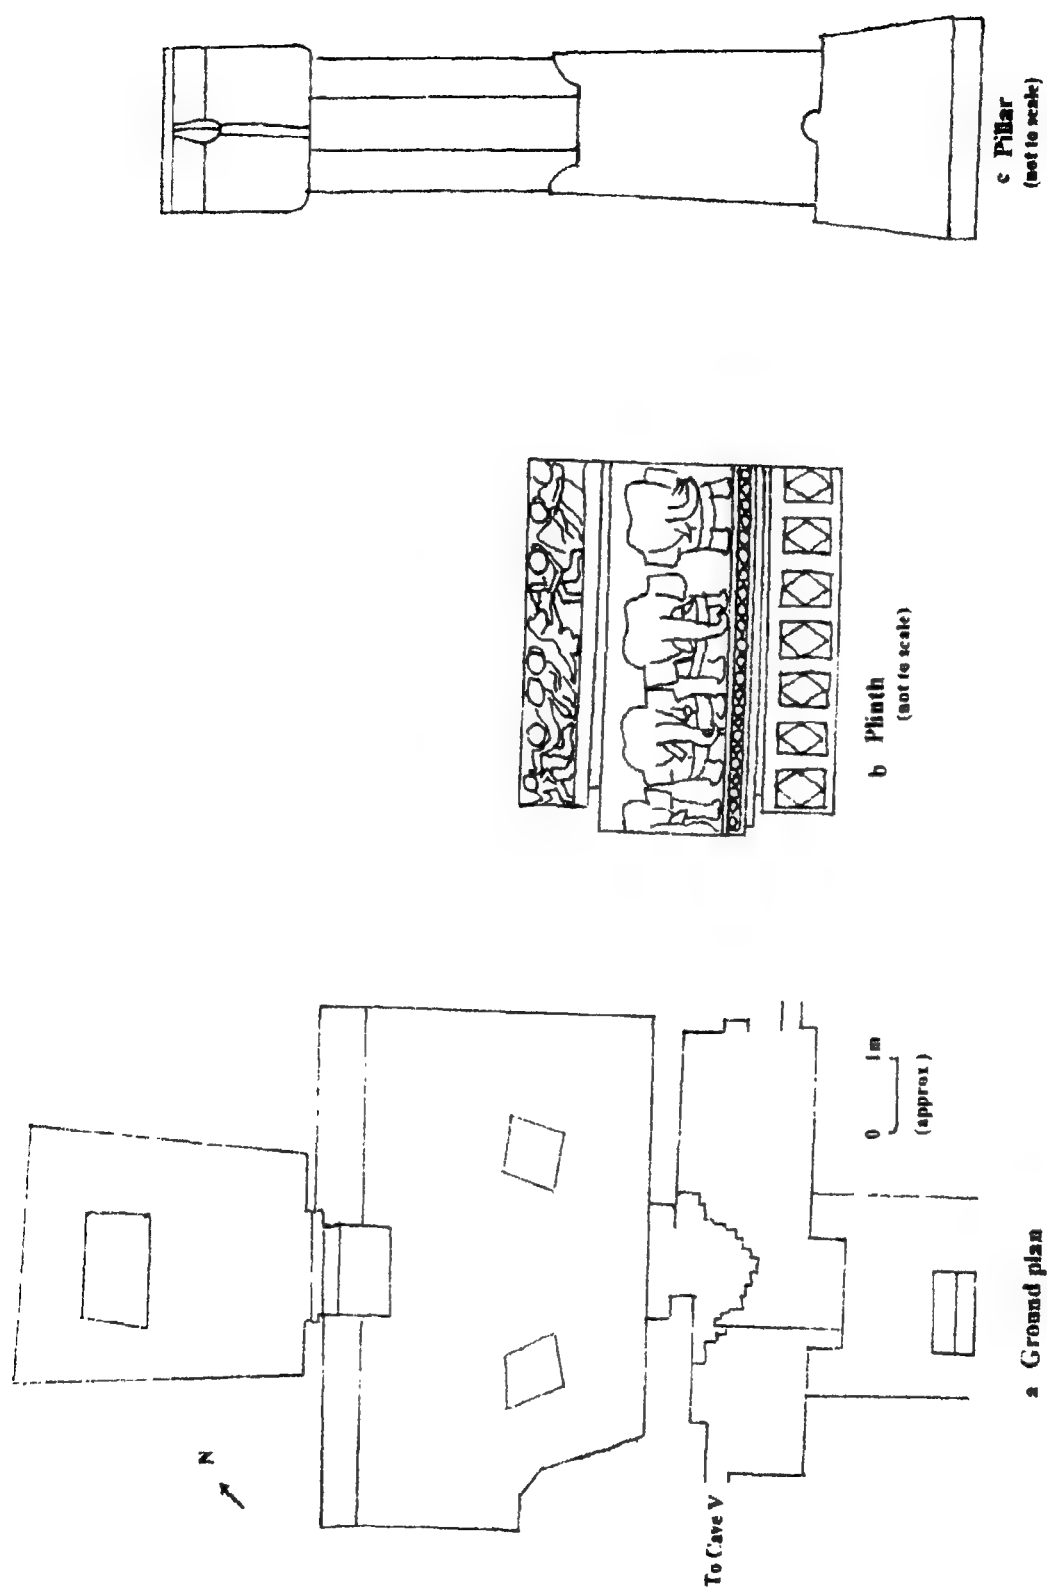 N
To Cave V
0 1m
(approx)
a Ground plan
b Plinth
(not to scale)
c Pillar
(not to scale)